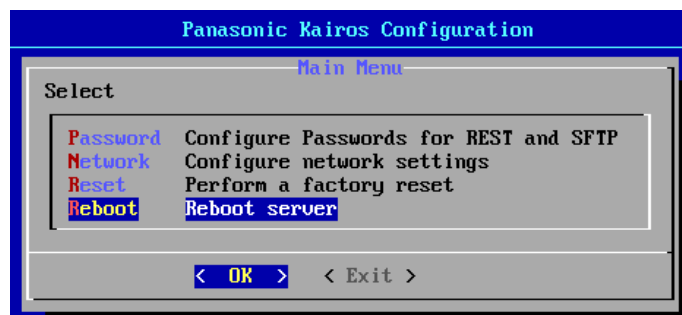 Panasonic Kairos Configuration
Main Menu
Select
Password Configure Passwords for REST and SFTP
Network Configure network settings
Reset Perform a factory reset
Reboot Reboot server
< OK > < Exit >